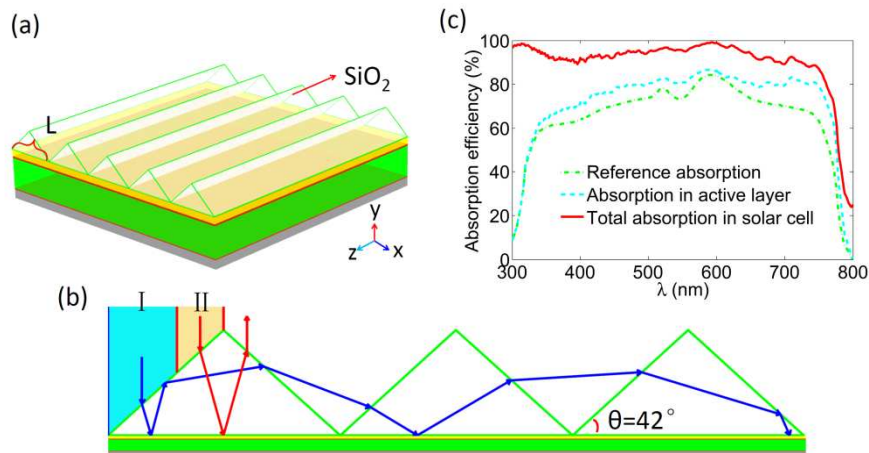 (a)
SiO2
L
y
z
x
(c)
Absorption efficiency (%)
100
80
60
40
20
0
Reference absorption
Absorption in active layer
Total absorption in solar cell
300
400
500
600
700
800
λ (nm)
(b)
I
II
θ=42°